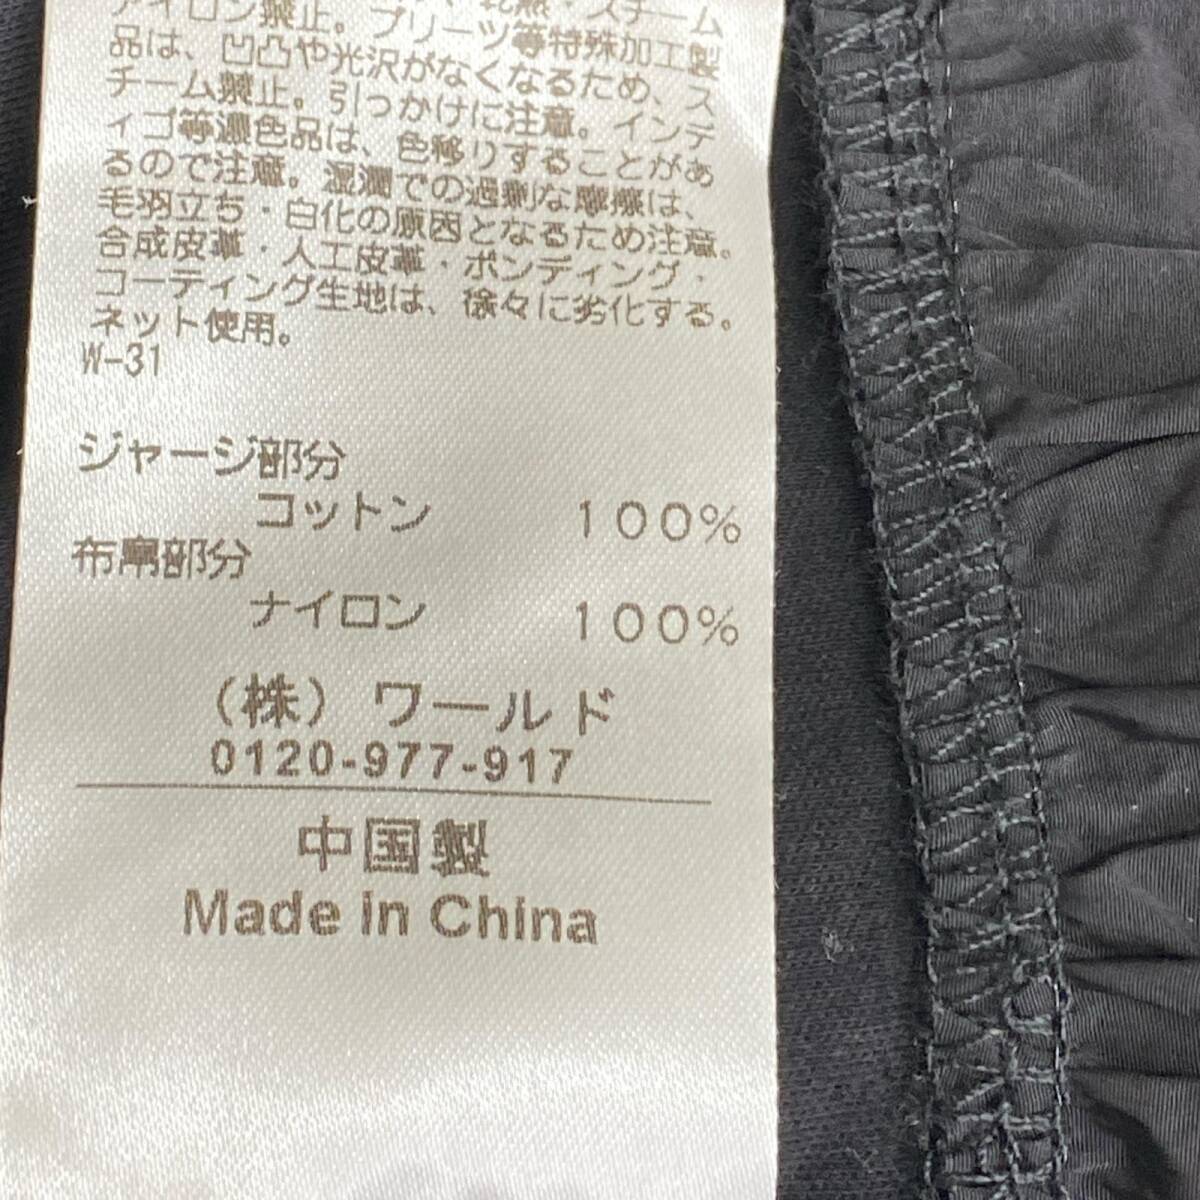 アイロン禁止。プリーツ等特殊加工製
品は、凹凸や光沢がなくなるため、ス
チーム禁止。引っかけに注意。インデ
ィゴ等濃色品は、色移りすることがあ
るので注意。湿潤での過剰な摩擦は、
毛羽立ち・白化の原因となるため注意。
合成皮革・人工皮革・ボンディング・
コーティング生地は、徐々に劣化する。
ネット使用。
W-31
ジャージ部分
コットン 100%
布帛部分
ナイロン 100%
(株) ワールド
0120-977-917
中国製
Made in China